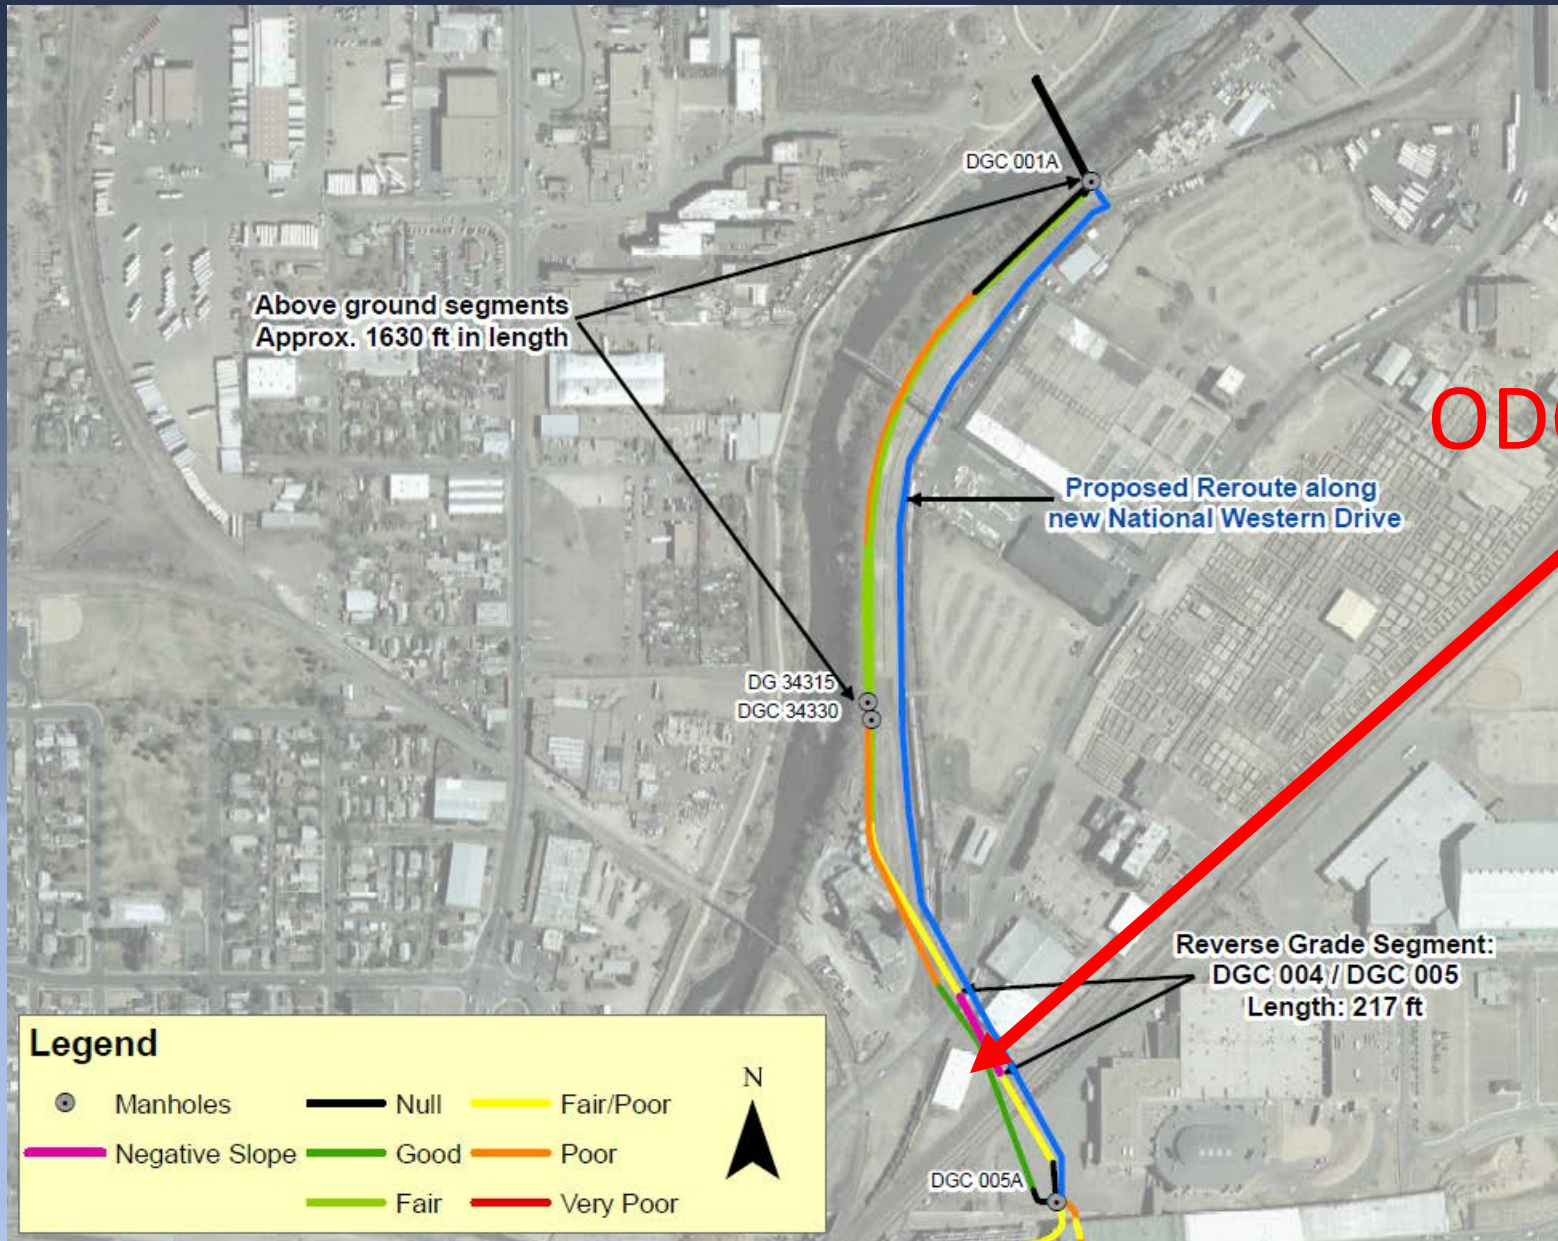 DGC 001A
Above ground segments
Approx. 1630 ft in length
Proposed Reroute along
new National Western Drive
DG 34315
DGC 34330
Reverse Grade Segment:
DGC 004 / DGC 005
Length: 217 ft
DGC 005A
Legend
Manholes
Null
Fair/Poor
Negative Slope
Good
Poor
Fair
Very Poor
N